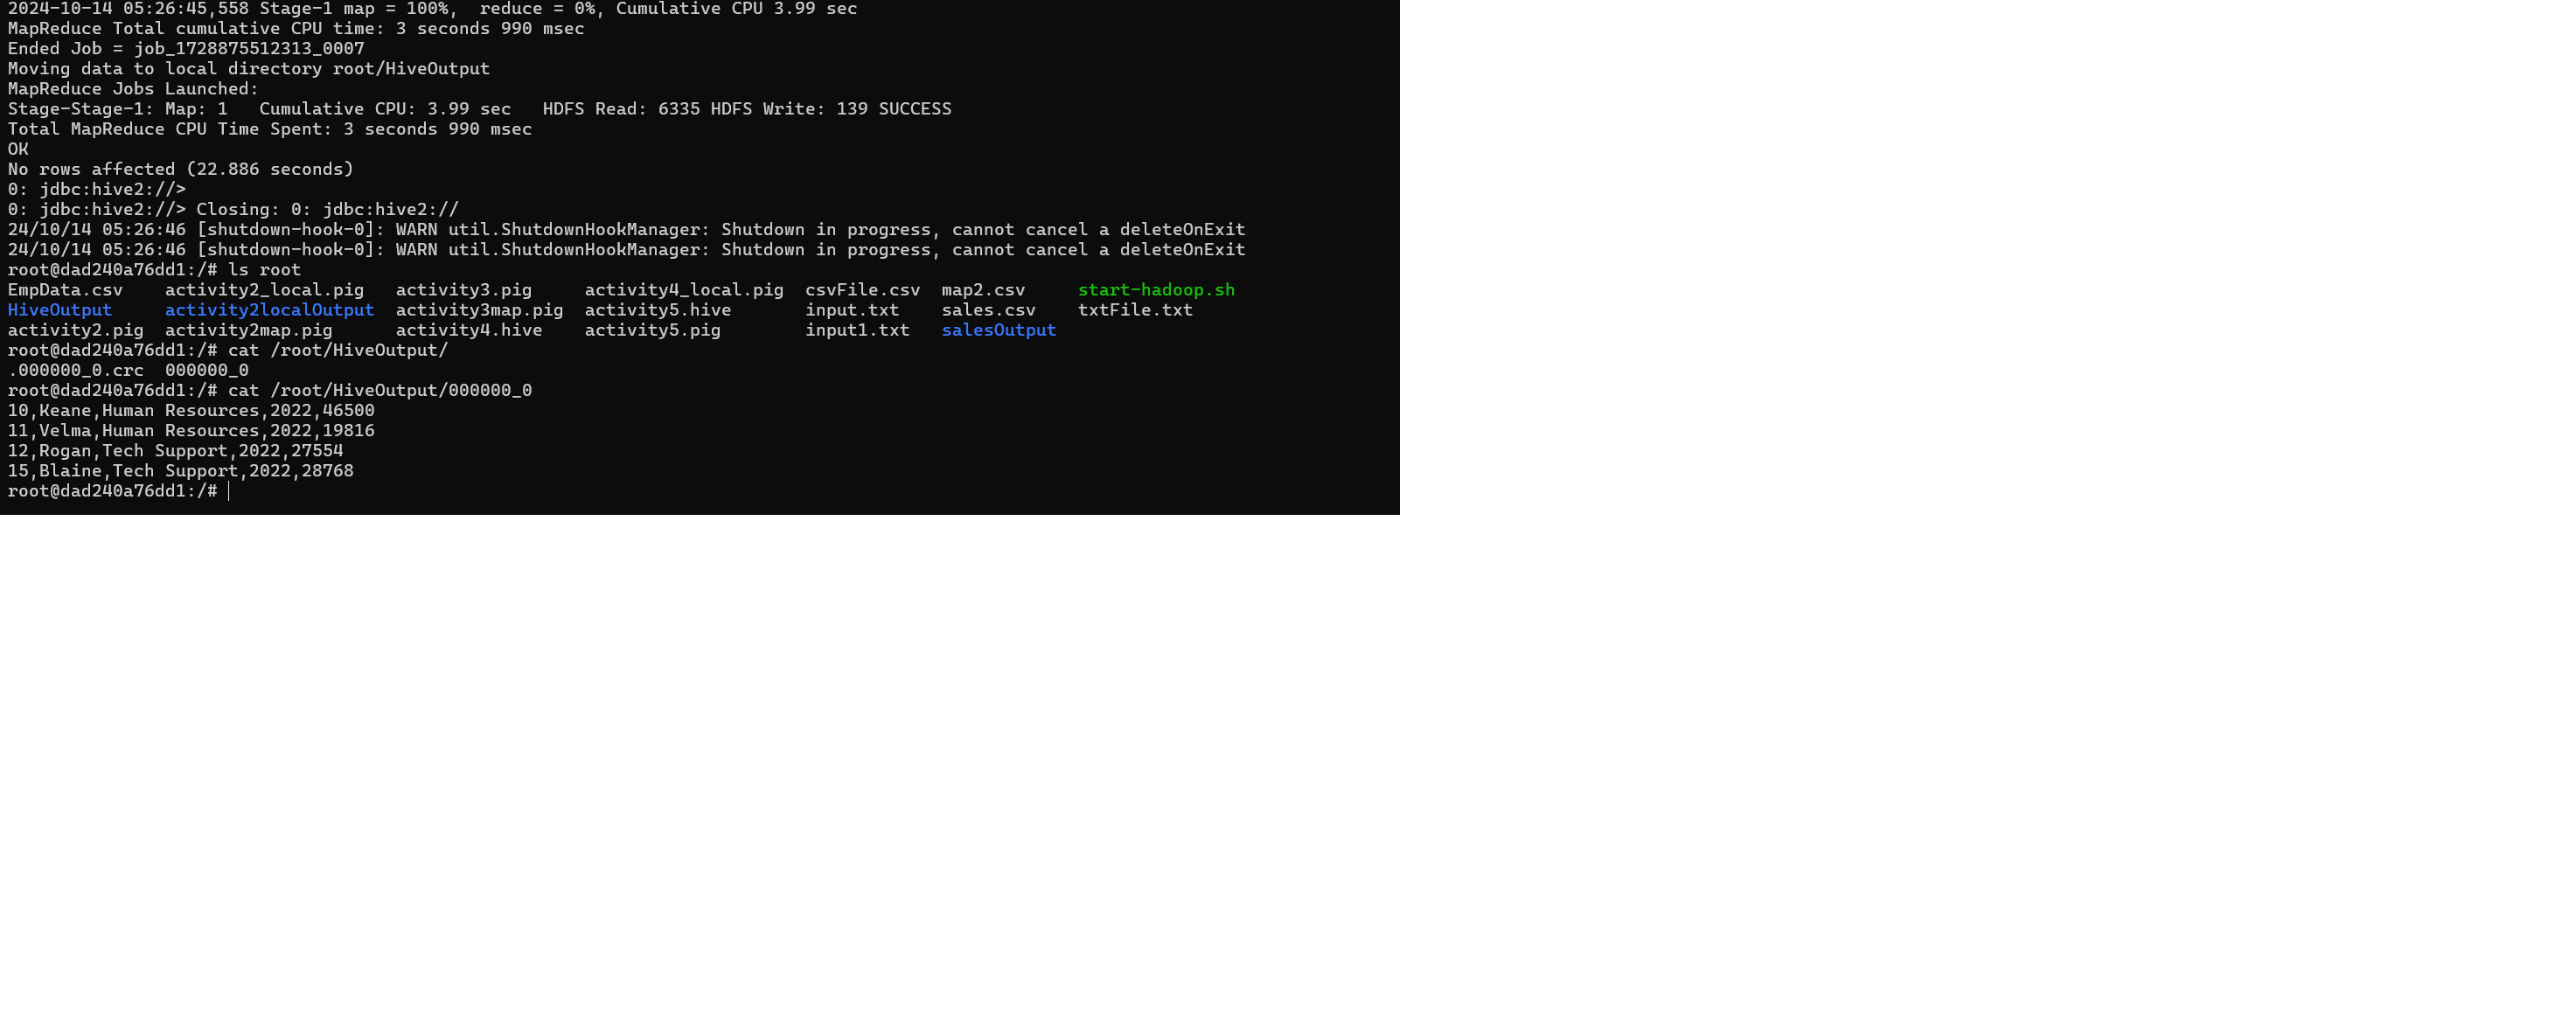 2024-10-14 05:26:45,558 Stage-1 map = 100%,  reduce = 0%, Cumulative CPU 3.99 sec
MapReduce Total cumulative CPU time: 3 seconds 990 msec
Ended Job = job_1728875512313_0007
Moving data to local directory root/HiveOutput
MapReduce Jobs Launched:
Stage-Stage-1: Map: 1   Cumulative CPU: 3.99 sec   HDFS Read: 6335 HDFS Write: 139 SUCCESS
Total MapReduce CPU Time Spent: 3 seconds 990 msec
OK
No rows affected (22.886 seconds)
0: jdbc:hive2://>
0: jdbc:hive2://> Closing: 0: jdbc:hive2://
24/10/14 05:26:46 [shutdown-hook-0]: WARN util.ShutdownHookManager: Shutdown in progress, cannot cancel a deleteOnExit
24/10/14 05:26:46 [shutdown-hook-0]: WARN util.ShutdownHookManager: Shutdown in progress, cannot cancel a deleteOnExit
root@dad240a76dd1:/# ls root
EmpData.csv    activity2_local.pig   activity3.pig     activity4_local.pig  csvFile.csv  map2.csv     start-hadoop.sh
HiveOutput     activity2localOutput  activity3map.pig  activity5.hive       input.txt    sales.csv    txtFile.txt
activity2.pig  activity2map.pig      activity4.hive    activity5.pig        input1.txt   salesOutput
root@dad240a76dd1:/# cat /root/HiveOutput/
.000000_0.crc  000000_0
root@dad240a76dd1:/# cat /root/HiveOutput/000000_0
10,Keane,Human Resources,2022,46500
11,Velma,Human Resources,2022,19816
12,Rogan,Tech Support,2022,27554
15,Blaine,Tech Support,2022,28768
root@dad240a76dd1:/#